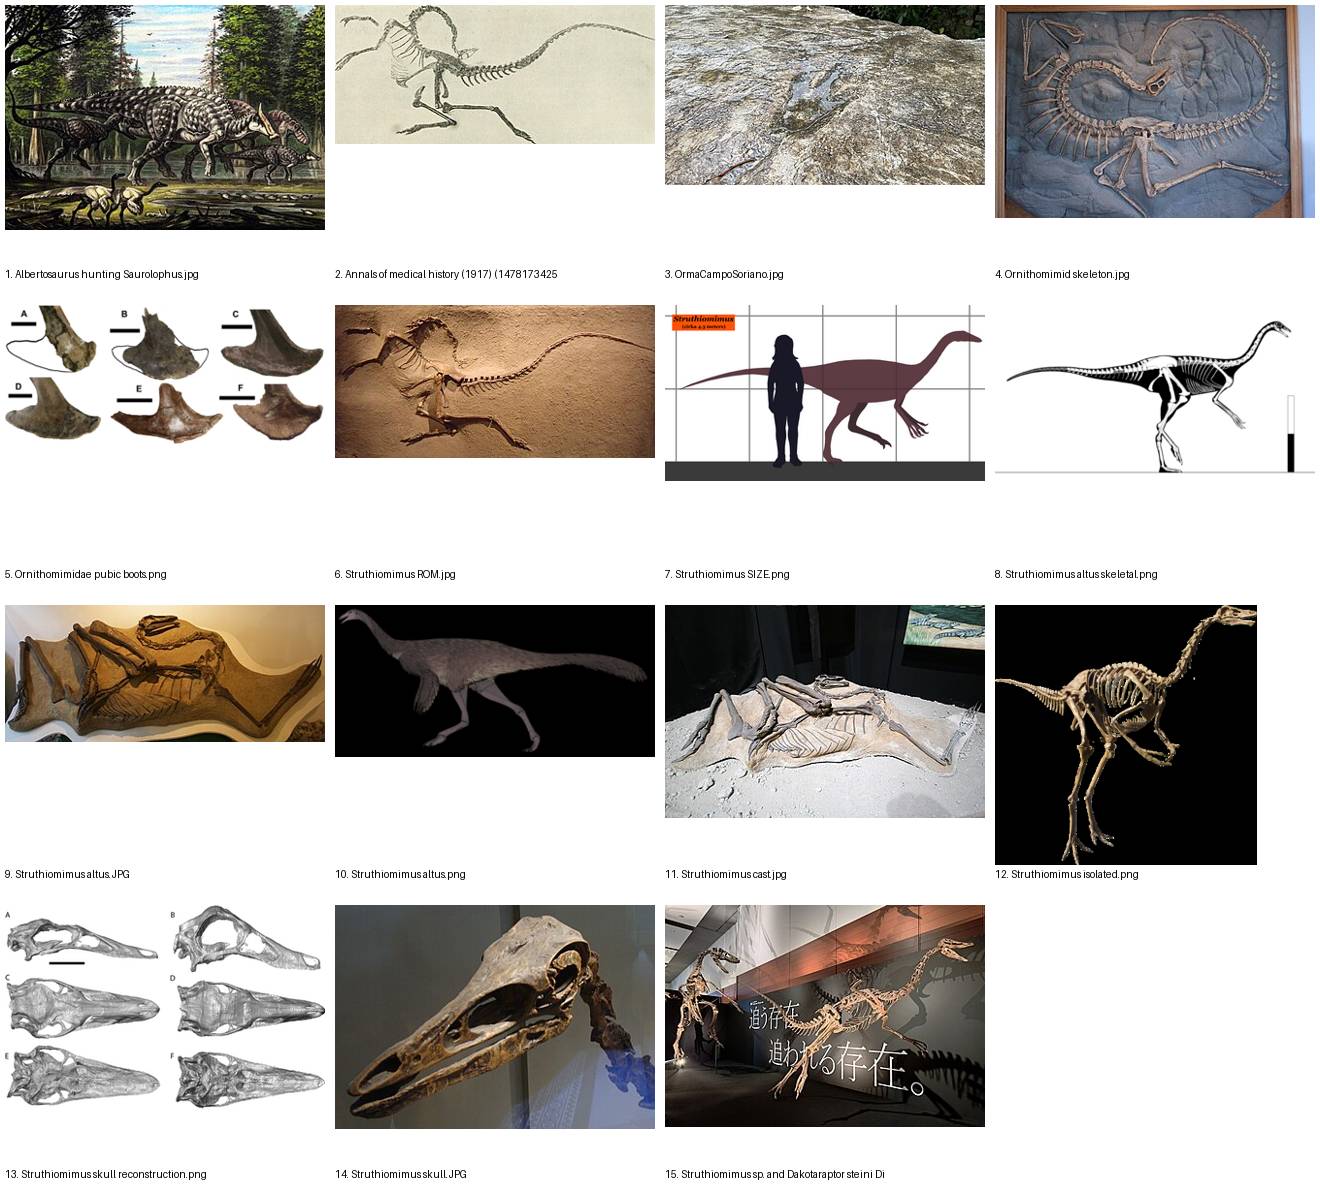 1. Albertosaurus hunting Saurolophus.jpg
2. Annals of medical history (1917) (1478173425
3. OrmaCampoSoriano.jpg
4. Ornithomimid skeleton.jpg
A
B
C
D
E
F
Struthiomimus
(cirka 4,3 meters)
5. Ornithomimidae pubic boots.png
6. Struthiomimus ROM.jpg
7. Struthiomimus SIZE.png
8. Struthiomimus altus skeletal.png
9. Struthiomimus altus.JPG
10. Struthiomimus altus.png
11. Struthiomimus cast.jpg
12. Struthiomimus isolated.png
A
B
C
D
E
F
追う存在
追われる存在。
13. Struthiomimus skull reconstruction.png
14. Struthiomimus skull.JPG
15. Struthiomimus sp. and Dakotaraptor steini Di